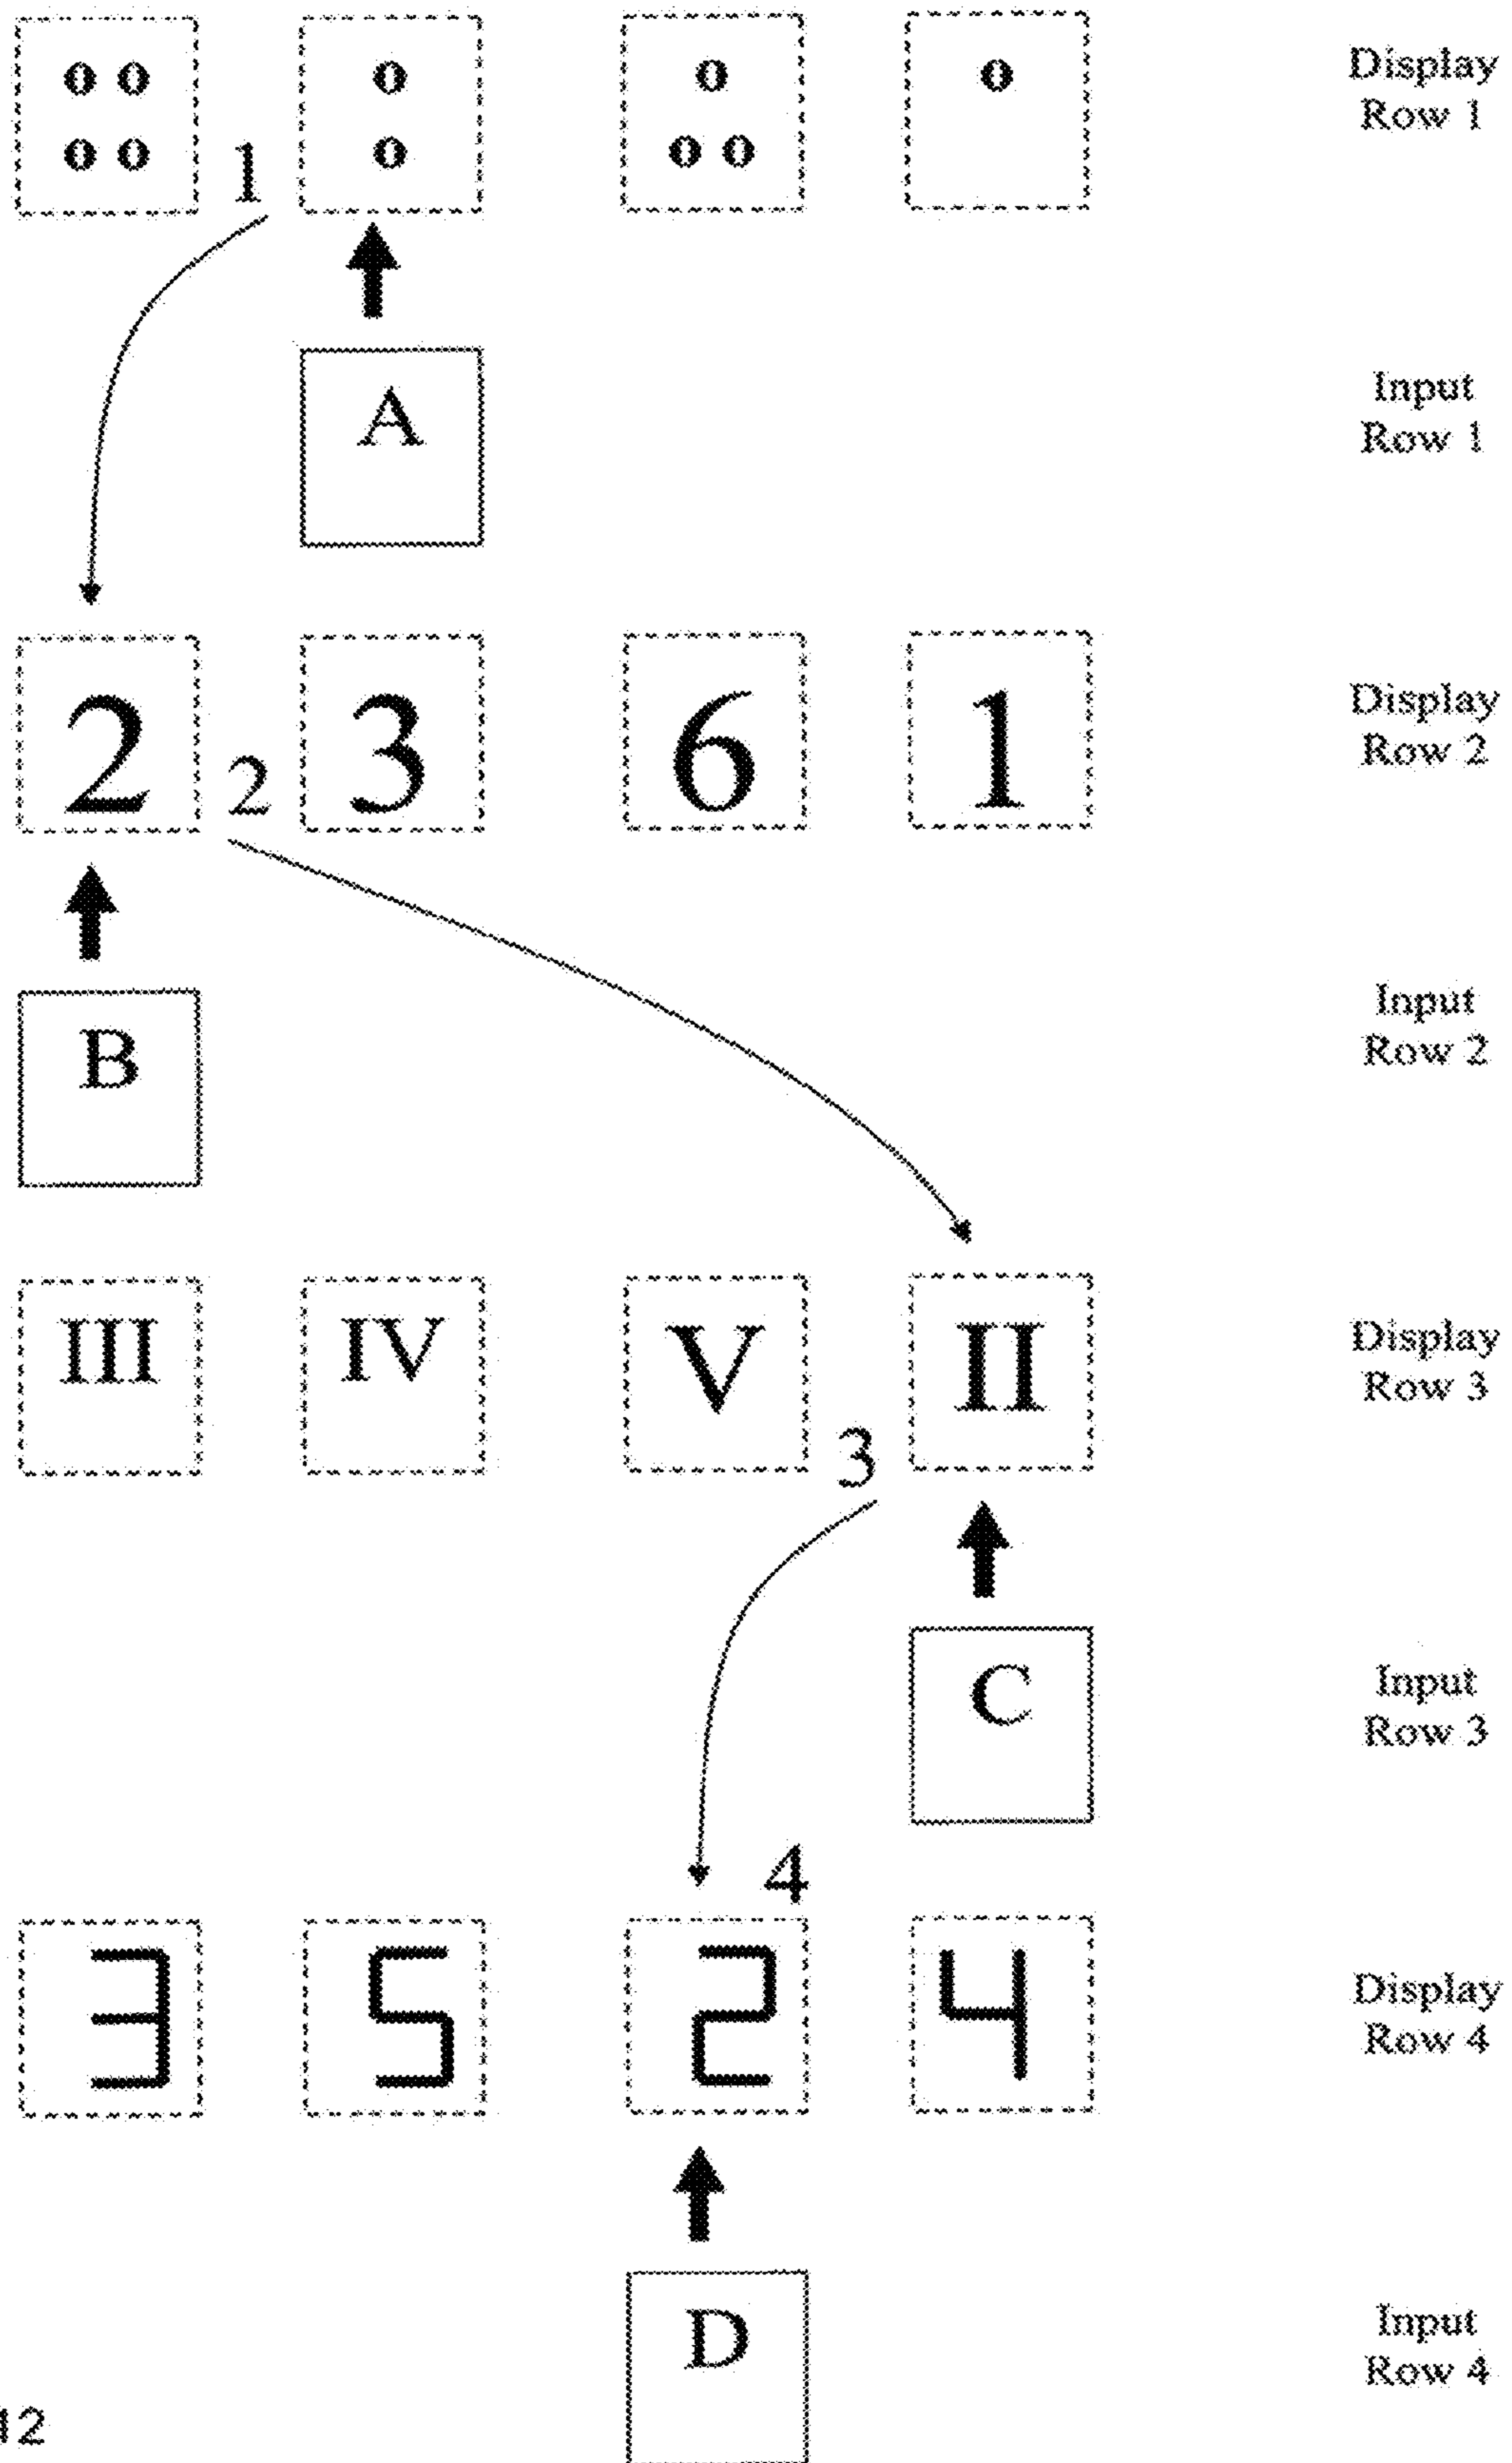 o o o o o Display
o o o o o Row 1
1
A Input
Row 1
2 3 6 1 Display
2 Row 2
B Input
Row 2
III IV V II Display
3 Row 3
C Input
Row 3
4
3 5 2 4 Display
Row 4
D Input
Row 4